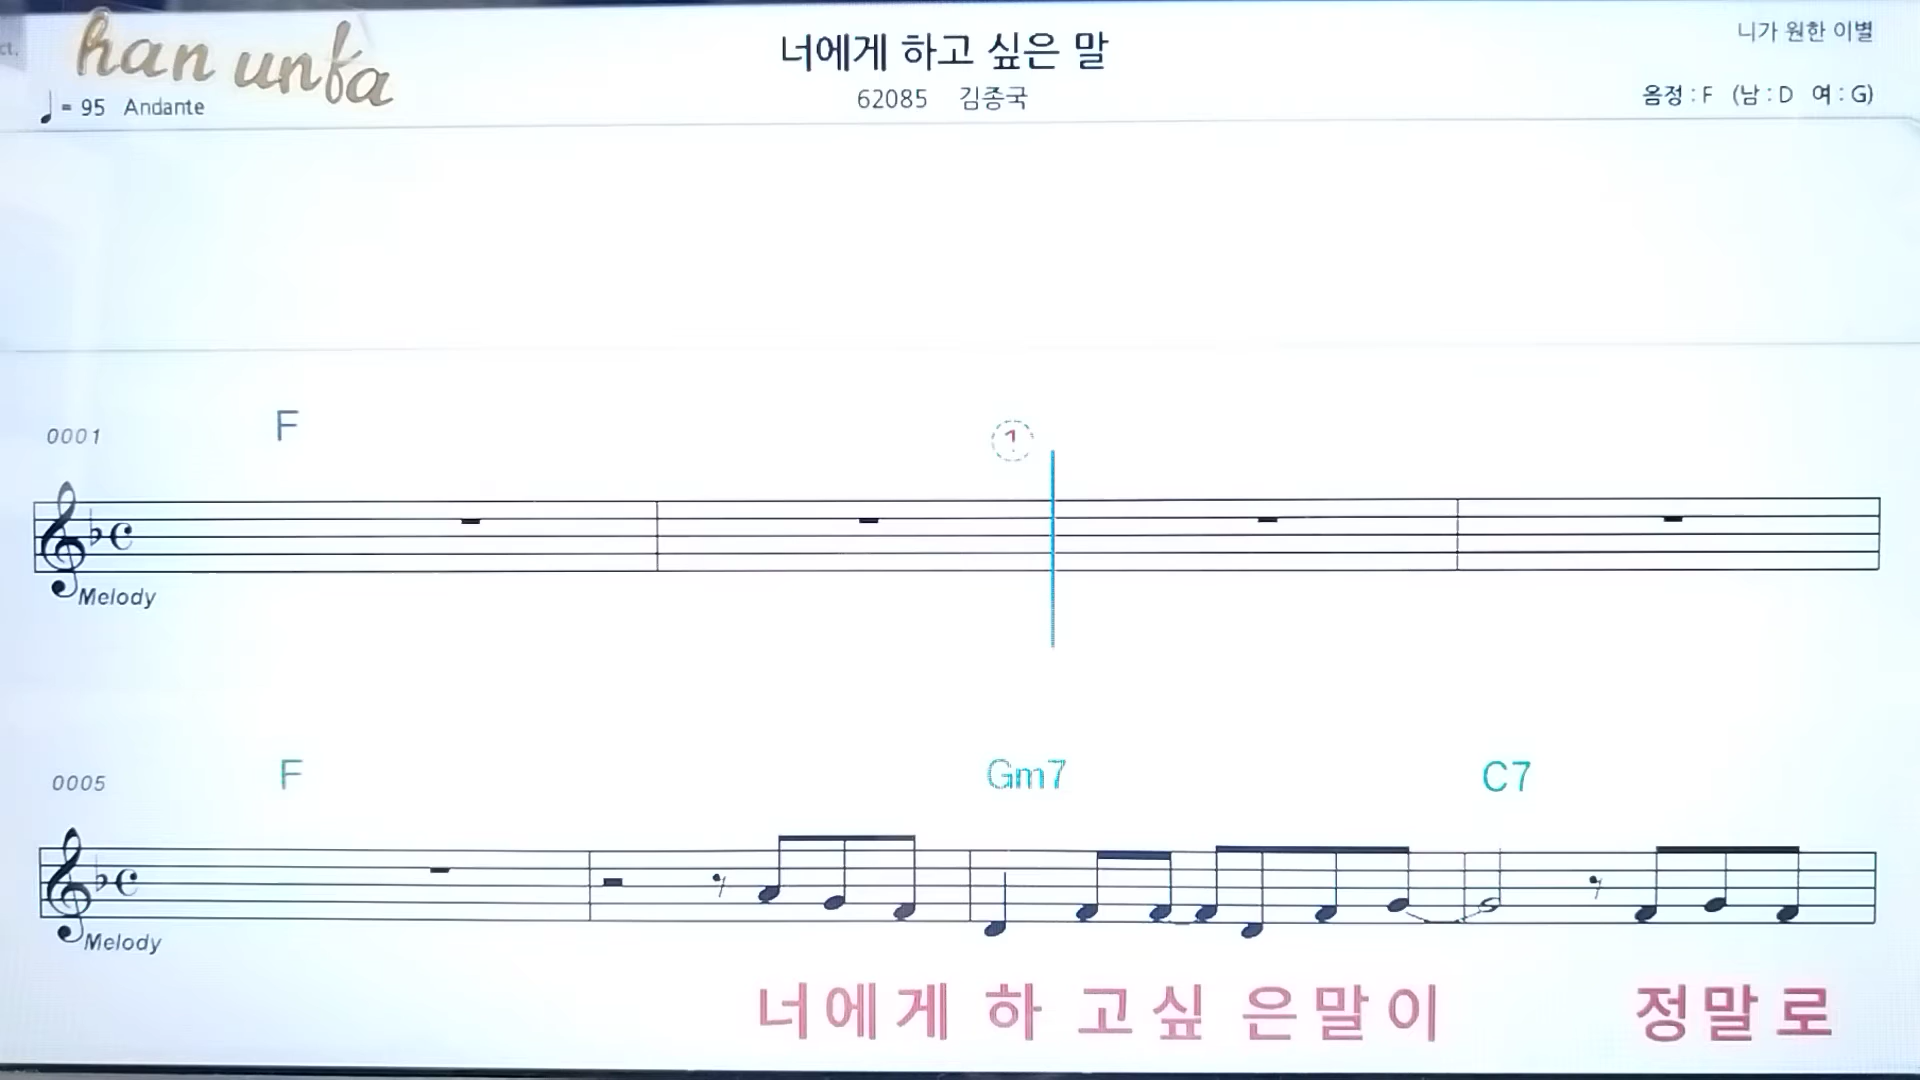 ct,
han unfa
너에게 하고 싶은 말
니가 원한 이별
♩ = 95 Andante
62085 김종국
음정 : F (남 : D 여 : G)
0001 F 1
Melody
0005 F Gm7 C7
Melody
너에게 하 고싶 은말이 정말로